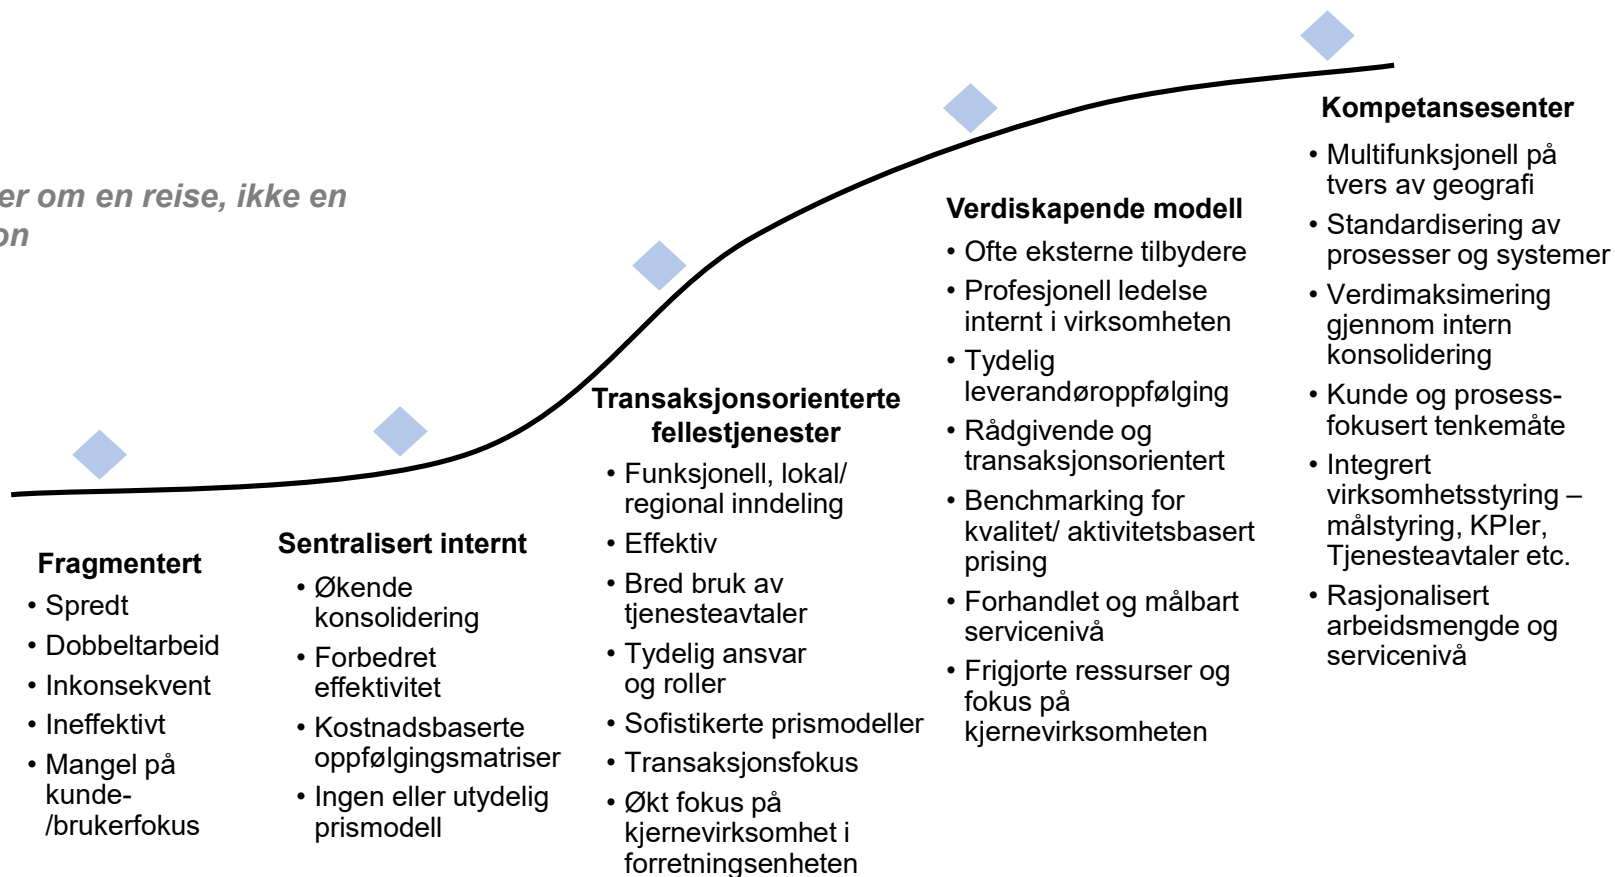 er om en reise, ikke en
Fragmentert
• Spredt
• Dobbeltarbeid
• Inkonsekvent
• Ineffektivt
• Mangel på
kunde-
/brukerfokus
Sentralisert internt
• Økende
konsolidering
• Forbedret
effektivitet
• Kostnadsbaserte
oppfølgingsmatriser
• Ingen eller utydelig
prismodell
Transaksjonsorienterte
fellestjenester
• Funksjonell, lokal/
regional inndeling
• Effektiv
• Bred bruk av
tjenesteavtaler
• Tydelig ansvar
og roller
• Sofistikerte prismodeller
• Transaksjonsfokus
• Økt fokus på
kjernevirksomhet i
forretningsenheten
Verdiskapende modell
• Ofte eksterne tilbydere
• Profesjonell ledelse
internt i virksomheten
• Tydelig
leverandøroppfølging
• Rådgivende og
transaksjonsorientert
• Benchmarking for
kvalitet/ aktivitetsbasert
prising
• Forhandlet og målbart
servicenivå
• Frigjorte ressurser og
fokus på
kjernevirksomheten
Kompetansesenter
• Multifunksjonell på
tvers av geografi
• Standardisering av
prosesser og systemer
• Verdimaksimering
gjennom intern
konsolidering
• Kunde og prosess-
fokusert tenkemåte
• Integrert
virksomhetsstyring –
målstyring, KPIer,
Tjenesteavtaler etc.
• Rasjonalisert
arbeidsmengde og
servicenivå